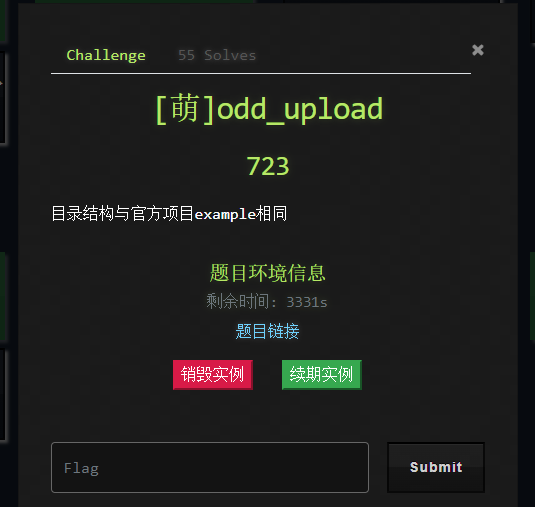 Challenge 55 Solves
[萌]odd_upload
723
目录结构与官方项目example相同
题目环境信息
剩余时间: 3331s
题目链接
销毁实例 续期实例
Flag Submit